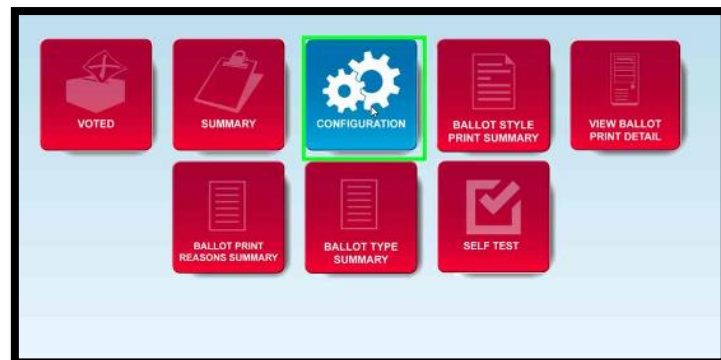 VOTED
SUMMARY
CONFIGURATION
BALLOT STYLE
PRINT SUMMARY
VIEW BALLOT
PRINT DETAIL
BALLOT PRINT
REASONS SUMMARY
BALLOT TYPE
SUMMARY
SELF TEST